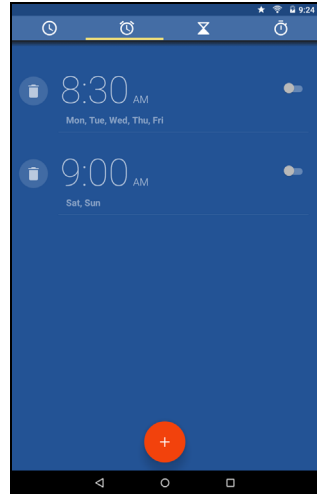 9:24
8:30 AM
Mon, Tue, Wed, Thu, Fri
9:00 AM
Sat, Sun